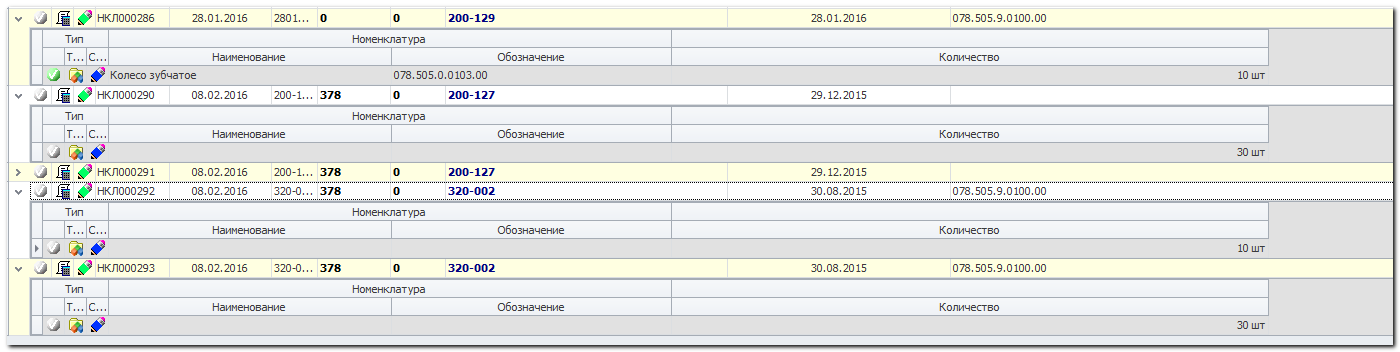 НКЛ000286 28.01.2016 2801... 0 0 200-129 28.01.2016 078.505.9.0100.00
Тип Номенклатура
Т... С... Наименование Обозначение Количество
Колесо зубчатое 078.505.0.0103.00 10 шт
НКЛ000290 08.02.2016 200-1... 378 0 200-127 29.12.2015
Тип Номенклатура
Т... С... Наименование Обозначение Количество
30 шт
НКЛ000291 08.02.2016 200-1... 378 0 200-127 29.12.2015
НКЛ000292 08.02.2016 320-0... 378 0 320-002 30.08.2015 078.505.9.0100.00
Тип Номенклатура
Т... С... Наименование Обозначение Количество
10 шт
НКЛ000293 08.02.2016 320-0... 378 0 320-002 30.08.2015 078.505.9.0100.00
Тип Номенклатура
Т... С... Наименование Обозначение Количество
30 шт